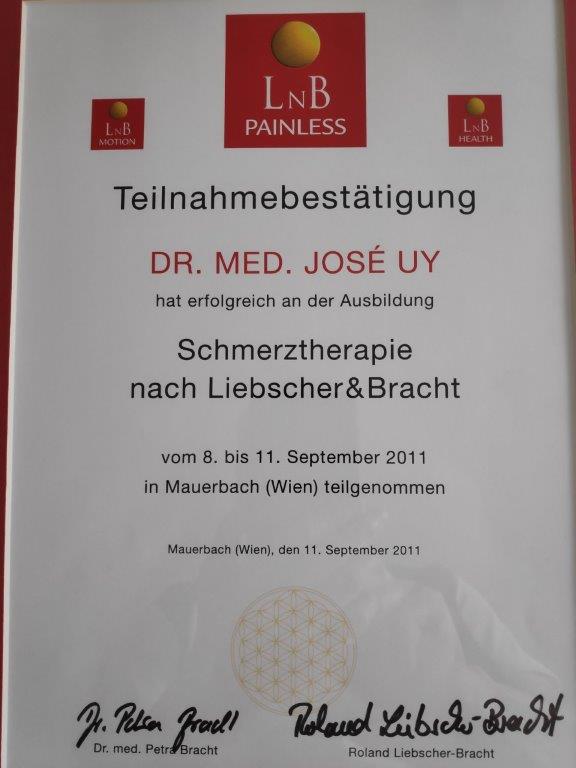 LNB
PAINLESS
LNB
MOTION
LNB
HEALTH
Teilnahmebestätigung
DR. MED. JOSÉ UY
hat erfolgreich an der Ausbildung
Schmerztherapie
nach Liebscher&Bracht
vom 8. bis 11. September 2011
in Mauerbach (Wien) teilgenommen
Mauerbach (Wien), den 11. September 2011
Dr. Petra Bracht
Roland Liebscher-Bracht
Dr. med. Petra Bracht
Roland Liebscher-Bracht